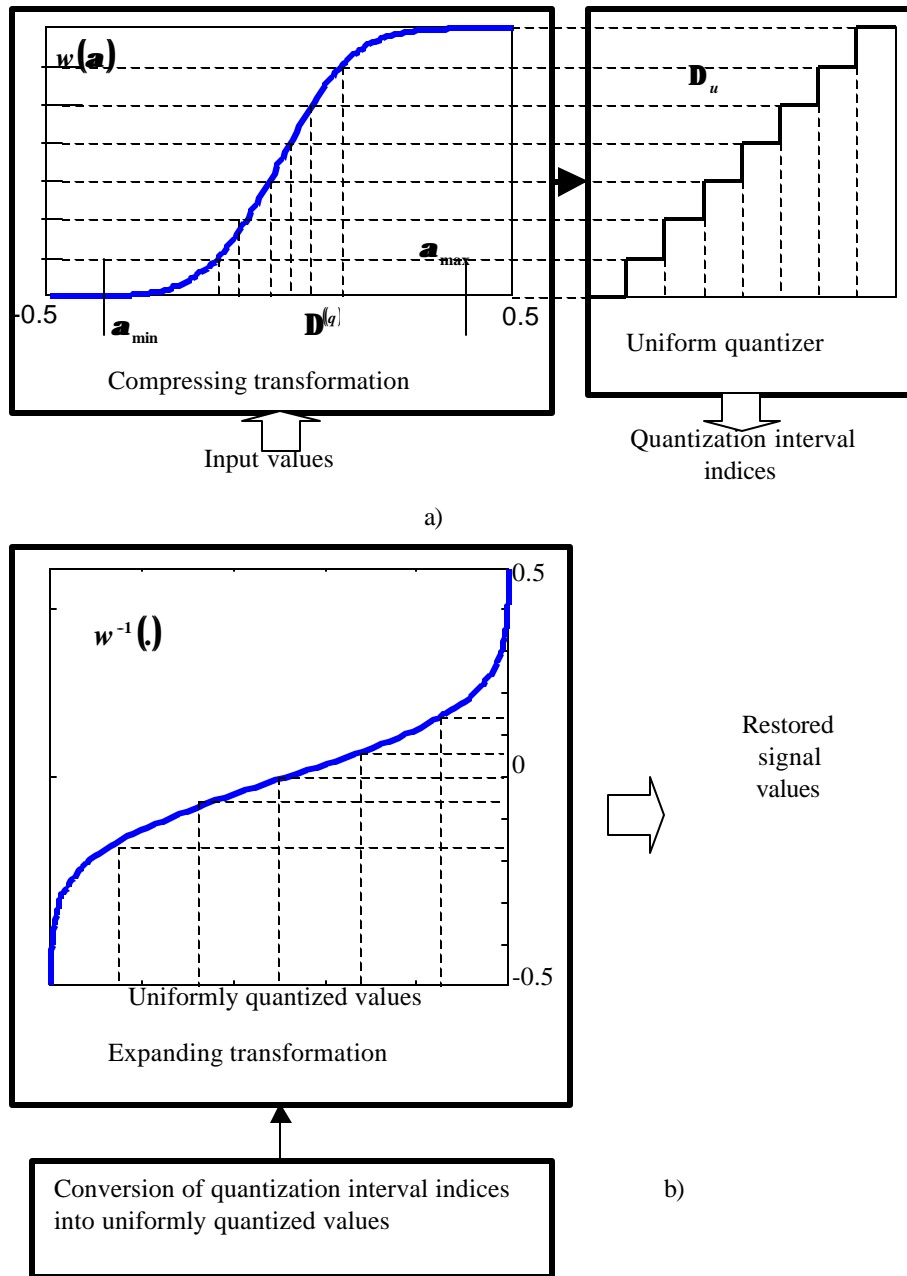 w(a)
D_u
a_max
-0.5
a_min
D^(q)
0.5
Compressing transformation
Uniform quantizer
Input values
Quantization interval
indices
a)
0.5
w^-1(.)
0
-0.5
Uniformly quantized values
Expanding transformation
Restored
signal
values
Conversion of quantization interval indices
into uniformly quantized values
b)